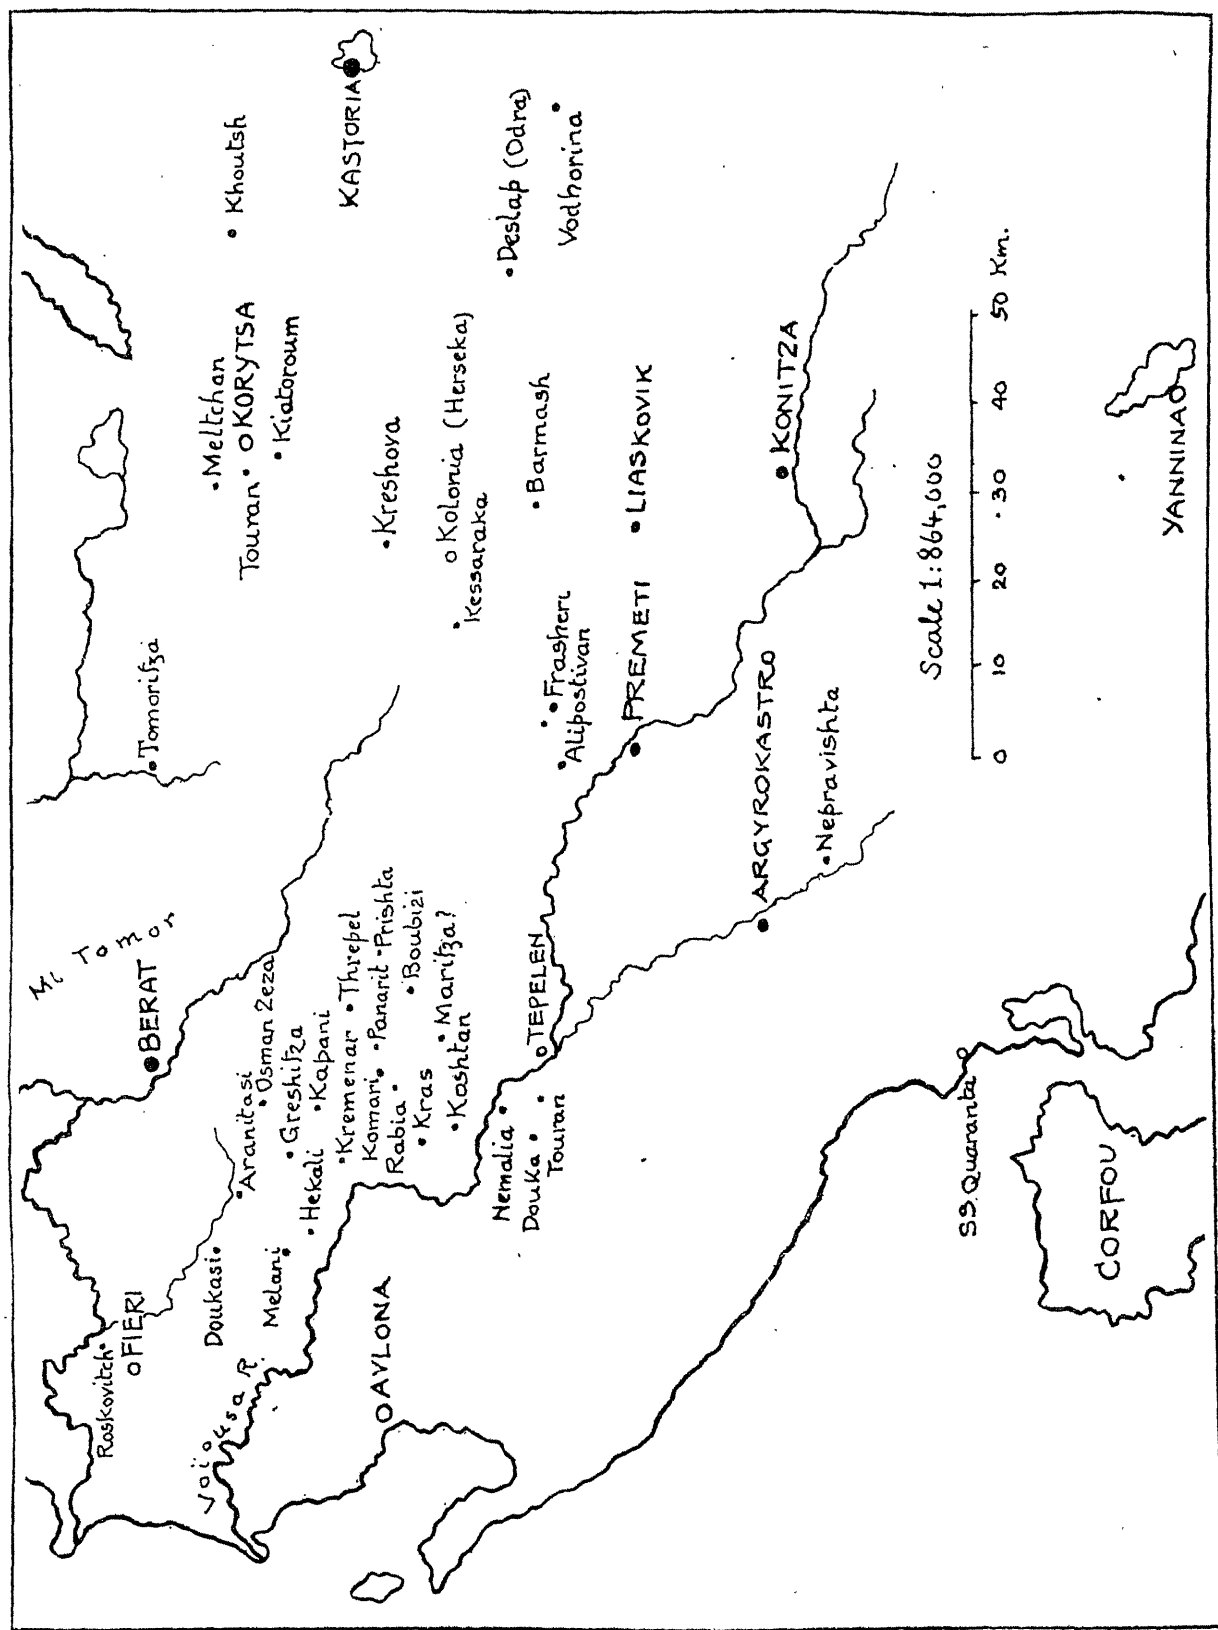 Mt Tomor
BERAT
Tomoritza
Khoutsh
KASTORIA
Meltchan
Touran
KORYTSA
Kiatoroum
Roskovitch
FIERI
Doukasi
Aranitasi
Osman Zeza
Greshitza
Melani
Hekali
Kapani
Voioussa R.
Kremenar
Threpel
Komari
Panarit
Prishta
Rabia
Boubizi
Kras
Maritza?
Koshtan
AVLONA
Kreshova
Kolonia (Herseka)
Kessaraka
Deslap (Odra)
Vodhorina
Barmash
Nemalia
TEPELEN
Douka
Touran
Frasheri
Alipostivan
PREMETI
LIASKOVIK
ARGYROKASTRO
KONITZA
Nepravishta
Scale 1:864,000
0 10 20 30 40 50 Km.
SS. Quaranta
CORFOU
YANNINA